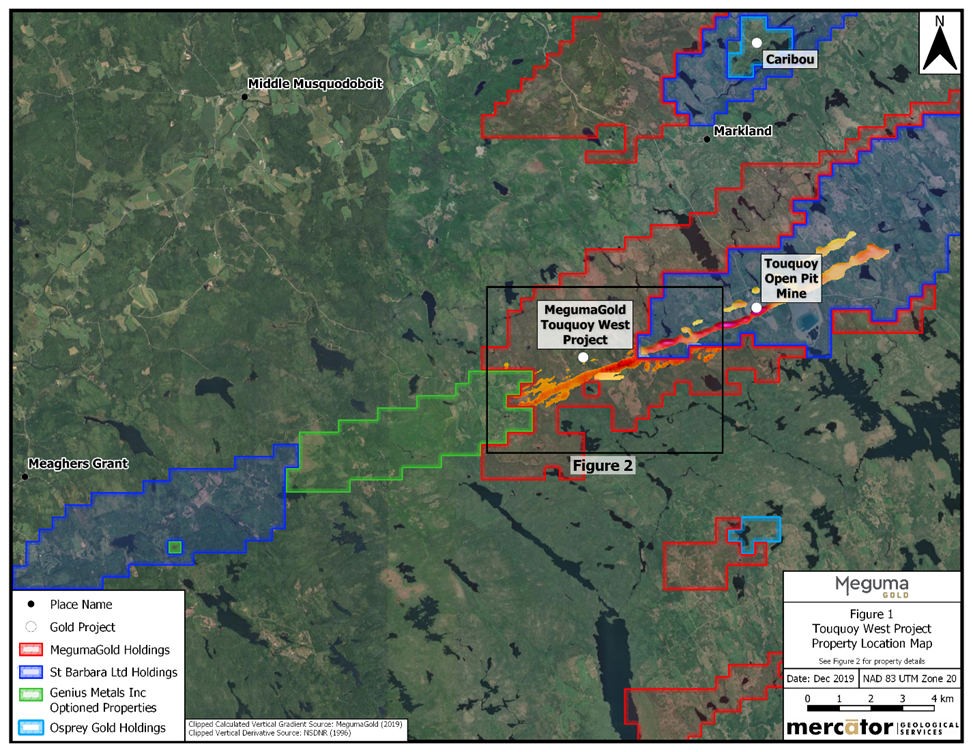 N
Caribou
Middle Musquodoboit
Markland
Touquoy
Open Pit
Mine
MegumaGold
Touquoy West
Project
Figure 2
Meaghers Grant
Place Name
Gold Project
MegumaGold Holdings
St Barbara Ltd Holdings
Genius Metals Inc
Optioned Properties
Osprey Gold Holdings
Clipped Calculated Vertical Gradient Source: MegumaGold (2019)
Clipped Vertical Derivative Source: NSDNR (1996)
Meguma
GOLD
Figure 1
Touquoy West Project
Property Location Map
See Figure 2 for property details
Date: Dec 2019 NAD 83 UTM Zone 20
0 1 2 3 4 km
mercātor GEOLOGICAL
SERVICES